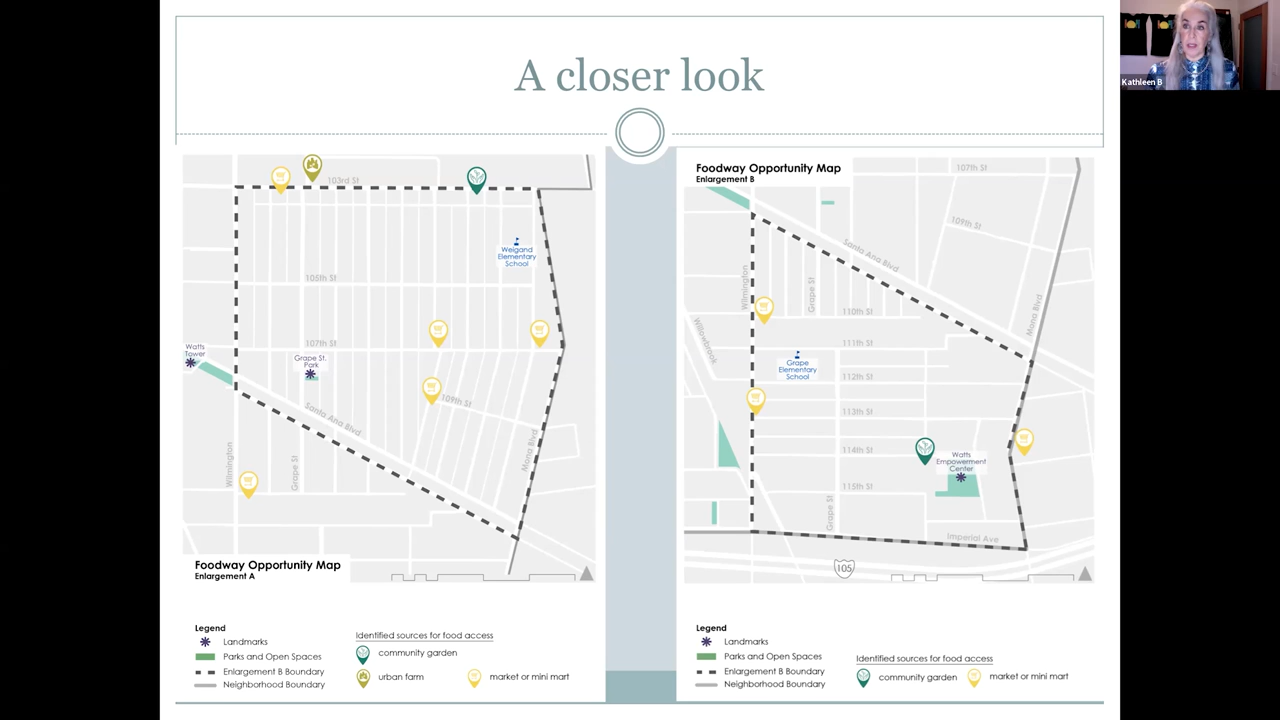 A closer look
Kathleen B
103rd St
Weigand
Elementary
School
105th St
107th St
Watts
Tower
Grape St.
Park
109th St
Santa Ana Blvd
Mona Blvd
Wilmington
Grape St
Foodway Opportunity Map
Enlargement A
Legend
Landmarks
Parks and Open Spaces
Enlargement B Boundary
Neighborhood Boundary
Identified sources for food access
community garden
urban farm
market or mini mart
Foodway Opportunity Map
Enlargement B
107th St
109th St
Santa Ana Blvd
Wilmington
Grape St
Mona Blvd
Willowbrook
110th St
111th St
Grape
Elementary
School
112th St
113th St
114th St
Watts
Empowerment
Center
115th St
Grape St
Imperial Ave
105
Legend
Landmarks
Parks and Open Spaces
Enlargement B Boundary
Neighborhood Boundary
Identified sources for food access
community garden
market or mini mart